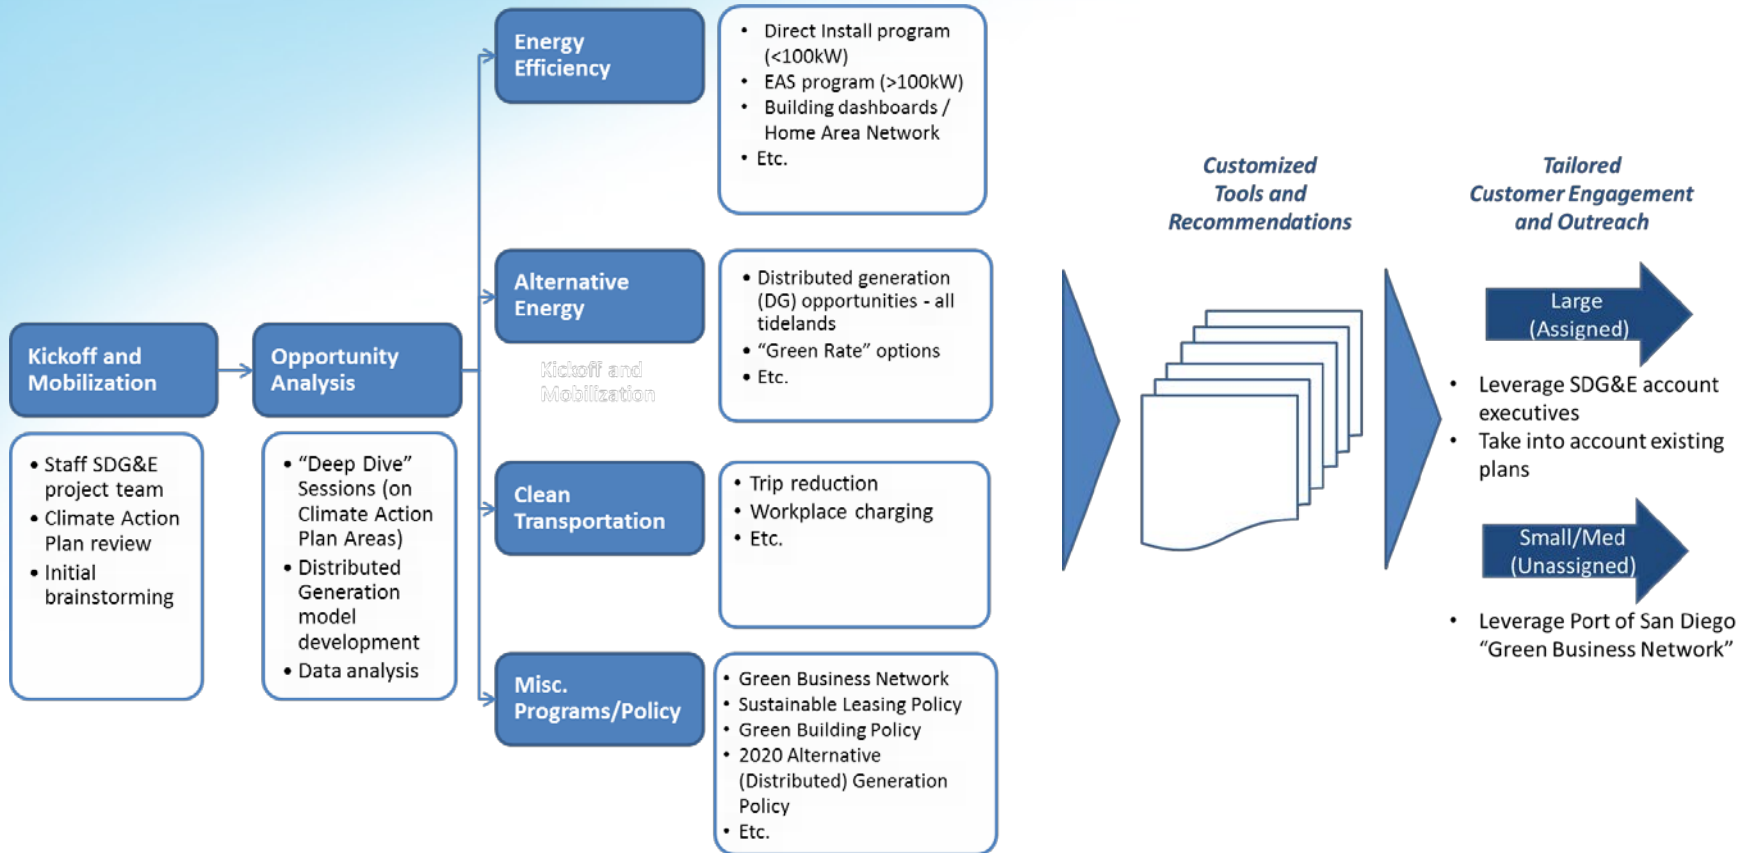 Kickoff and
Mobilization
• Staff SDG&E
project team
• Climate Action
Plan review
• Initial
brainstorming
Opportunity
Analysis
• “Deep Dive”
Sessions (on
Climate Action
Plan Areas)
• Distributed
Generation
model
development
• Data analysis
Energy
Efficiency
• Direct Install program
(<100kW)
• EAS program (>100kW)
• Building dashboards /
Home Area Network
• Etc.
Alternative
Energy
• Distributed generation
(DG) opportunities - all
tidelands
• “Green Rate” options
• Etc.
Kickoff and
Mobilization
Clean
Transportation
• Trip reduction
• Workplace charging
• Etc.
Misc.
Programs/Policy
• Green Business Network
• Sustainable Leasing Policy
• Green Building Policy
• 2020 Alternative
(Distributed) Generation
Policy
• Etc.
Customized
Tools and
Recommendations
Tailored
Customer Engagement
and Outreach
Large
(Assigned)
• Leverage SDG&E account
executives
• Take into account existing
plans
Small/Med
(Unassigned)
• Leverage Port of San Diego
“Green Business Network”